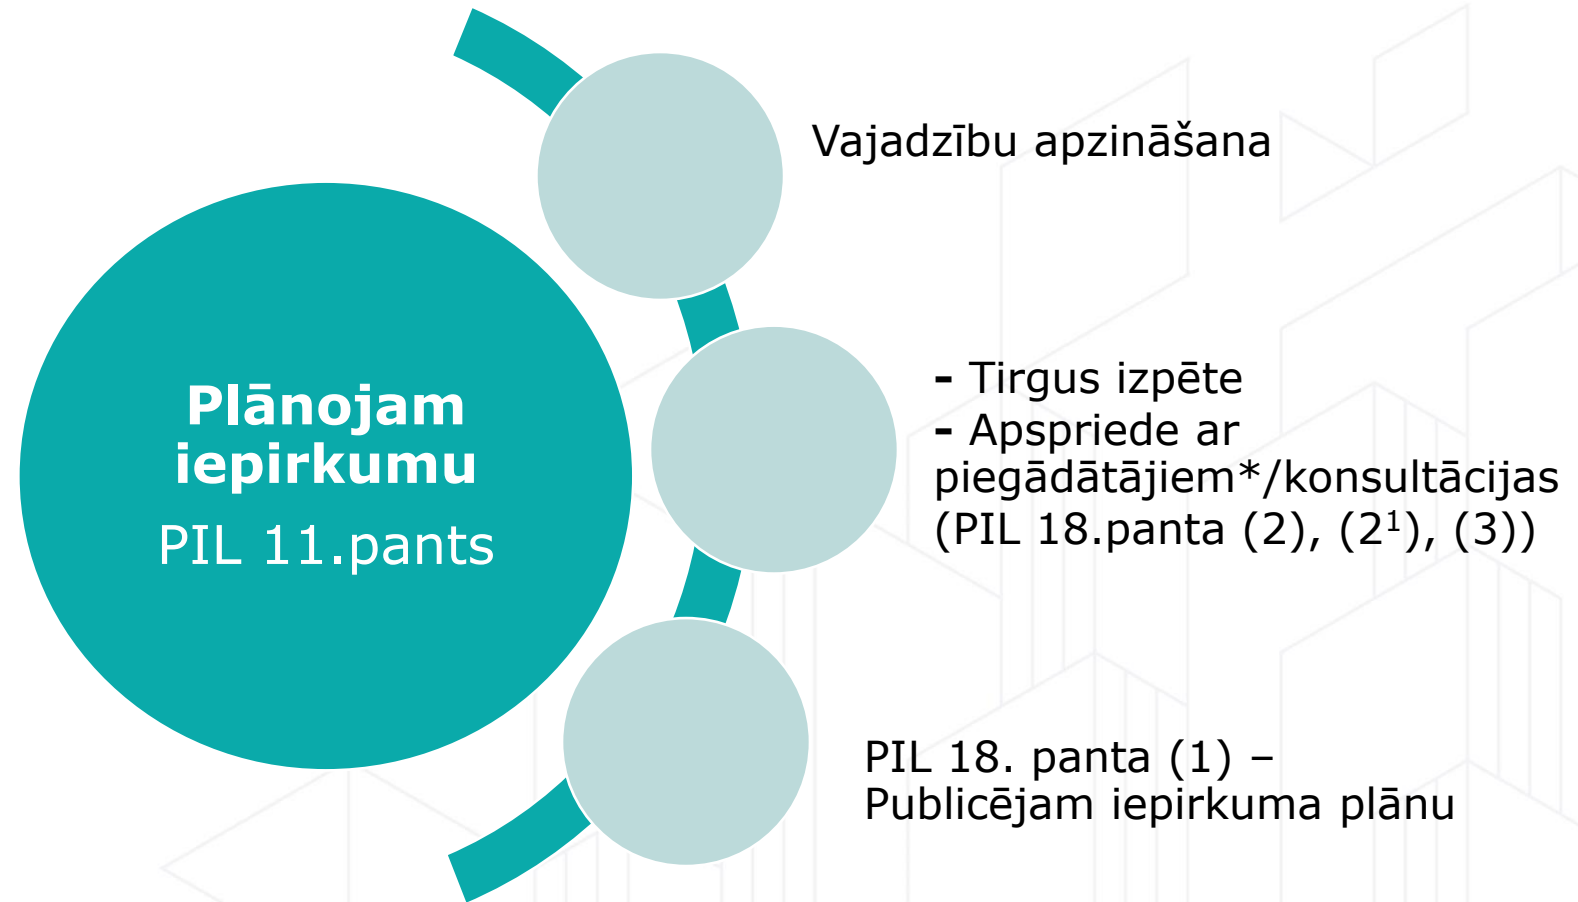 Plānojam
iepirkumu
PIL 11.pants
Vajadzību apzināšana
- Tirgus izpēte
- Apspriede ar
piegādātājiem*/konsultācijas
(PIL 18.panta (2), (2¹), (3))
PIL 18. panta (1) –
Publicējam iepirkuma plānu